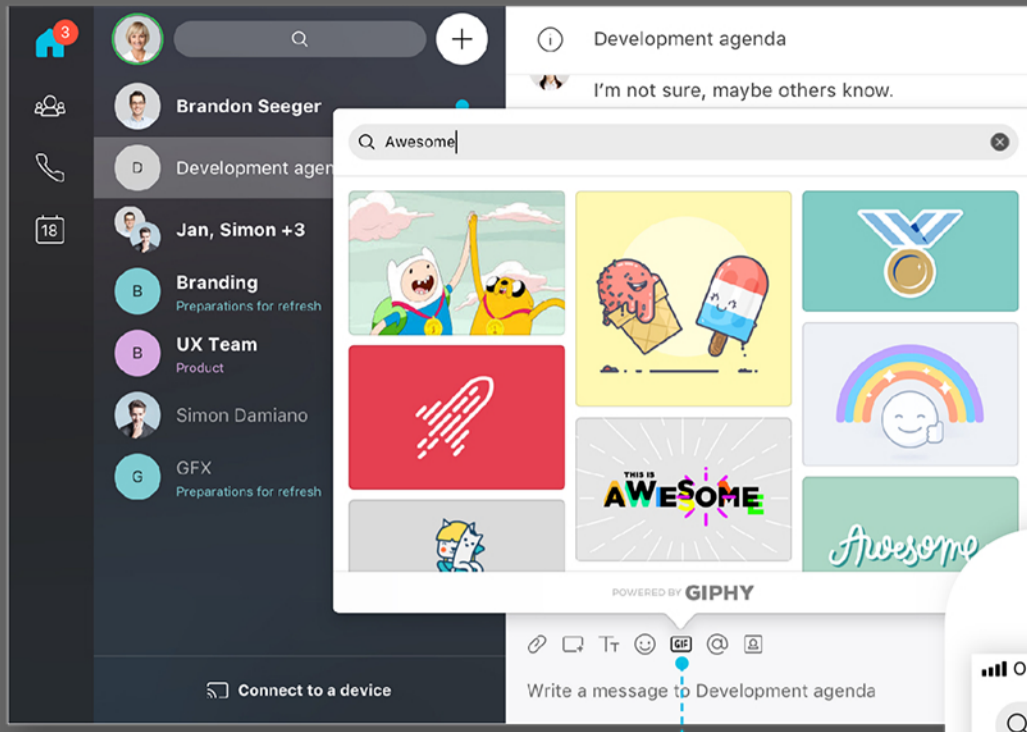 3
Development agenda
I'm not sure, maybe others know.
Brandon Seeger
D
Development agen
18
Jan, Simon +3
B
Branding
Preparations for refresh
B
UX Team
Product
Simon Damiano
G
GFX
Preparations for refresh
Connect to a device
Awesome
THIS IS
AWESOME
Awesome
POWERED BY GIPHY
TT
GIF
@
Write a message to Development agenda